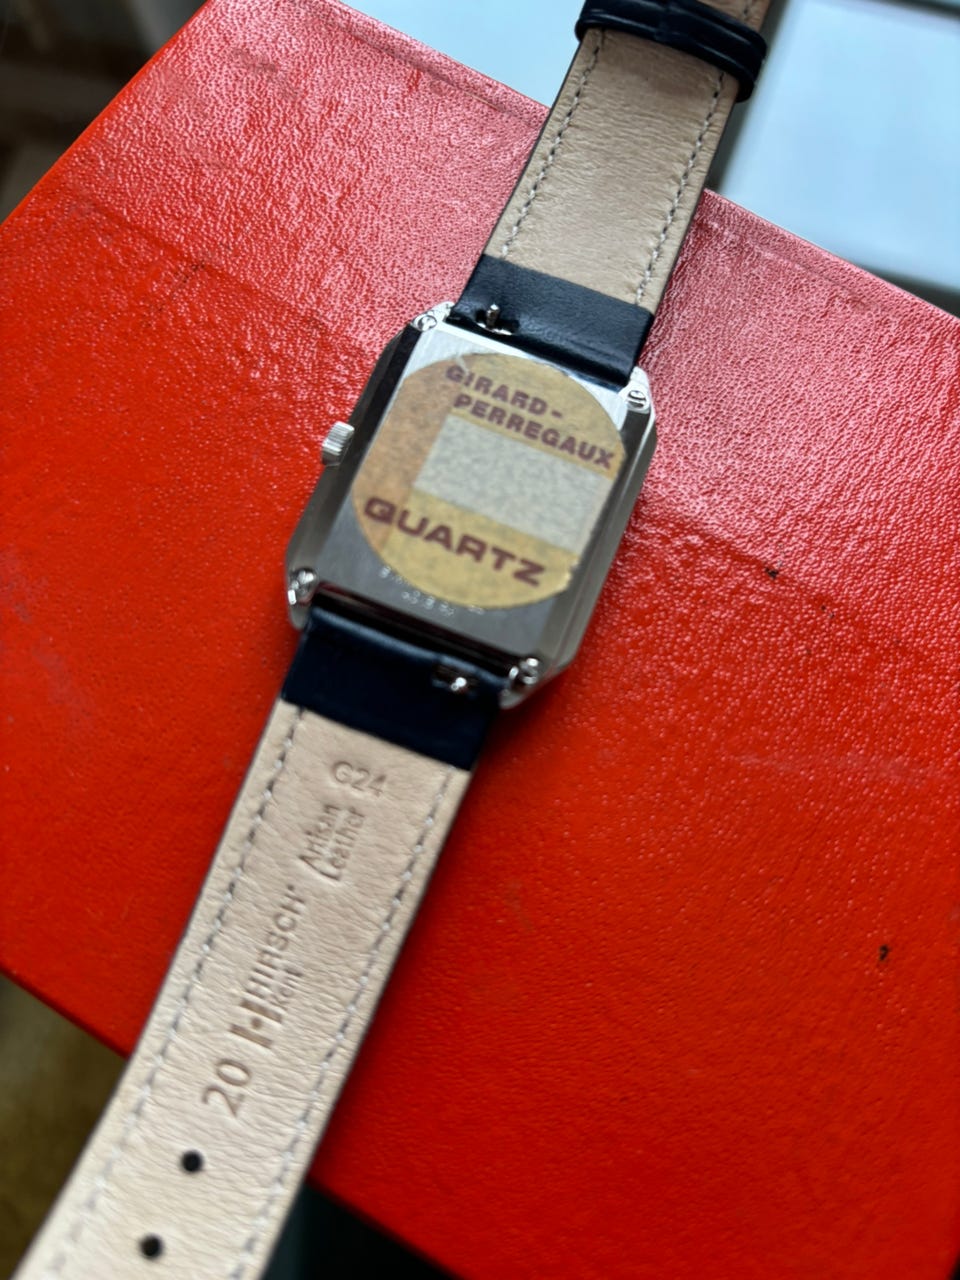 GIRARD-
PERREGAUX
QUARTZ
G24
Artisan
Leather
HIRSCH
20